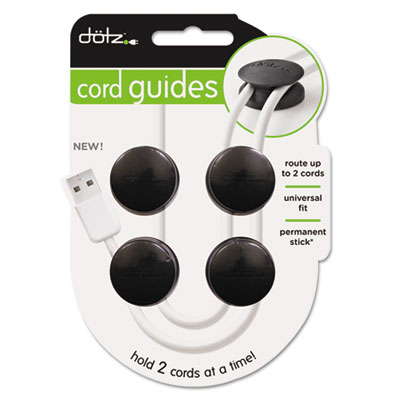 dötz
cord guides
NEW!
route up
to 2 cords
universal
fit
permanent
stick*
hold 2 cords at a time!